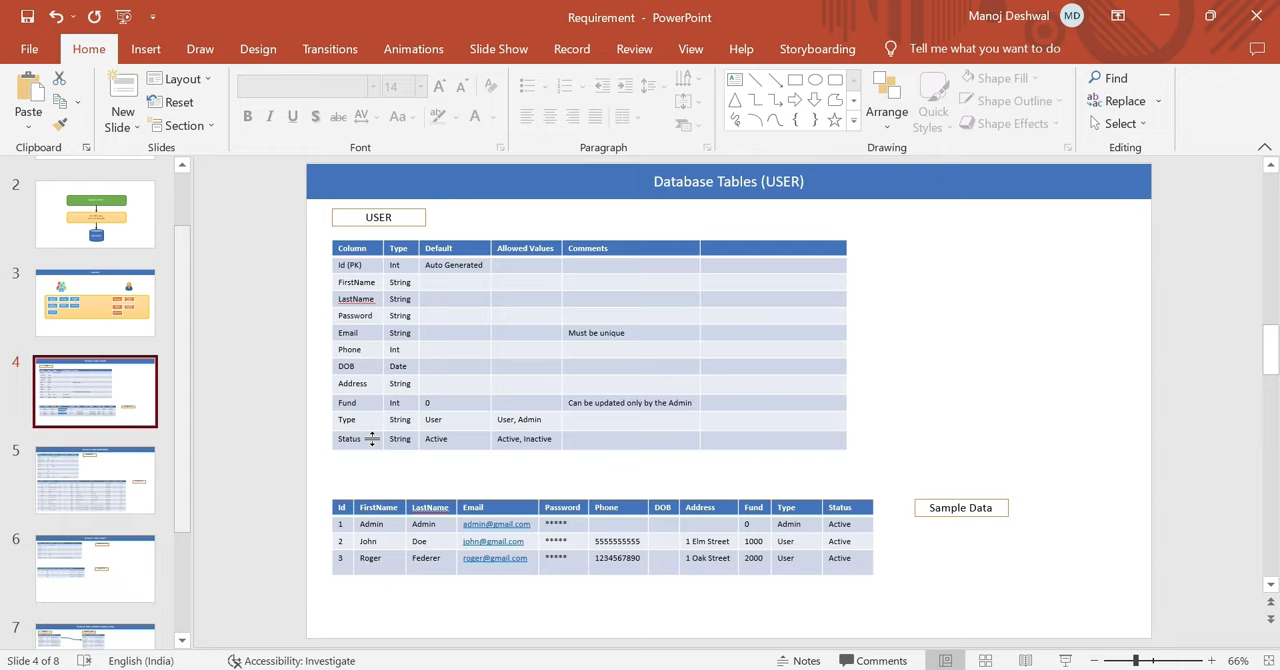 Requirement - PowerPoint
Manoj Deshwal MD
File Home Insert Draw Design Transitions Animations Slide Show Record Review View Help Storyboarding Tell me what you want to do
Paste
Clipboard
New Slide
Layout
Reset
Section
Slides
14
Font
Paragraph
Arrange
Quick Styles
Shape Fill
Shape Outline
Shape Effects
Drawing
Find
Replace
Select
Editing
2
3
4
5
6
7
Database Tables (USER)
USER
Column Type Default Allowed Values Comments
Id (PK) Int Auto Generated
FirstName String
LastName String
Password String
Email String Must be unique
Phone Int
DOB Date
Address String
Fund Int 0 Can be updated only by the Admin
Type String User User, Admin
Status String Active Active, Inactive
Id FirstName LastName Email Password Phone DOB Address Fund Type Status
1 Admin Admin admin@gmail.com ***** 0 Admin Active
2 John Doe john@gmail.com ***** 5555555555 1 Elm Street 1000 User Active
3 Roger Federer roger@gmail.com ***** 1234567890 1 Oak Street 2000 User Active
Sample Data
Slide 4 of 8 English (India) Accessibility: Investigate Notes Comments 66%